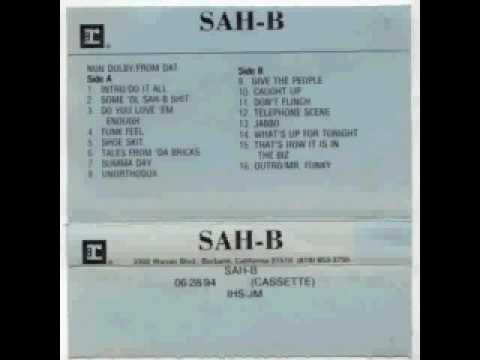 SAH-B
R
NON DOLBY/FROM DAT
Side A
1 INTRO/DO IT ALL
2 SOME 'OL SAH-B SHIT
3 DO YOU LOVE 'EM
ENOUGH
4 FUNK FEEL
5 SHOE SKIT
6 TALES FROM 'DA BRICKS
7 SUMMA DAY
8 UNORTHODOX
Side B
9. GIVE THE PEOPLE
10. CAUGHT UP
11. DON'T FLINCH
12. TELEPHONE SCENE
13. JABBO
14. WHAT'S UP FOR TONIGHT
15. THAT'S HOW IT IS IN
THE BIZ
16. OUTRO/MR. FUNKY
SAH-B
R
3300 Warner Blvd., Burbank, California
SAH-B
06-28-94 (CASSETTE)
IHS-JM